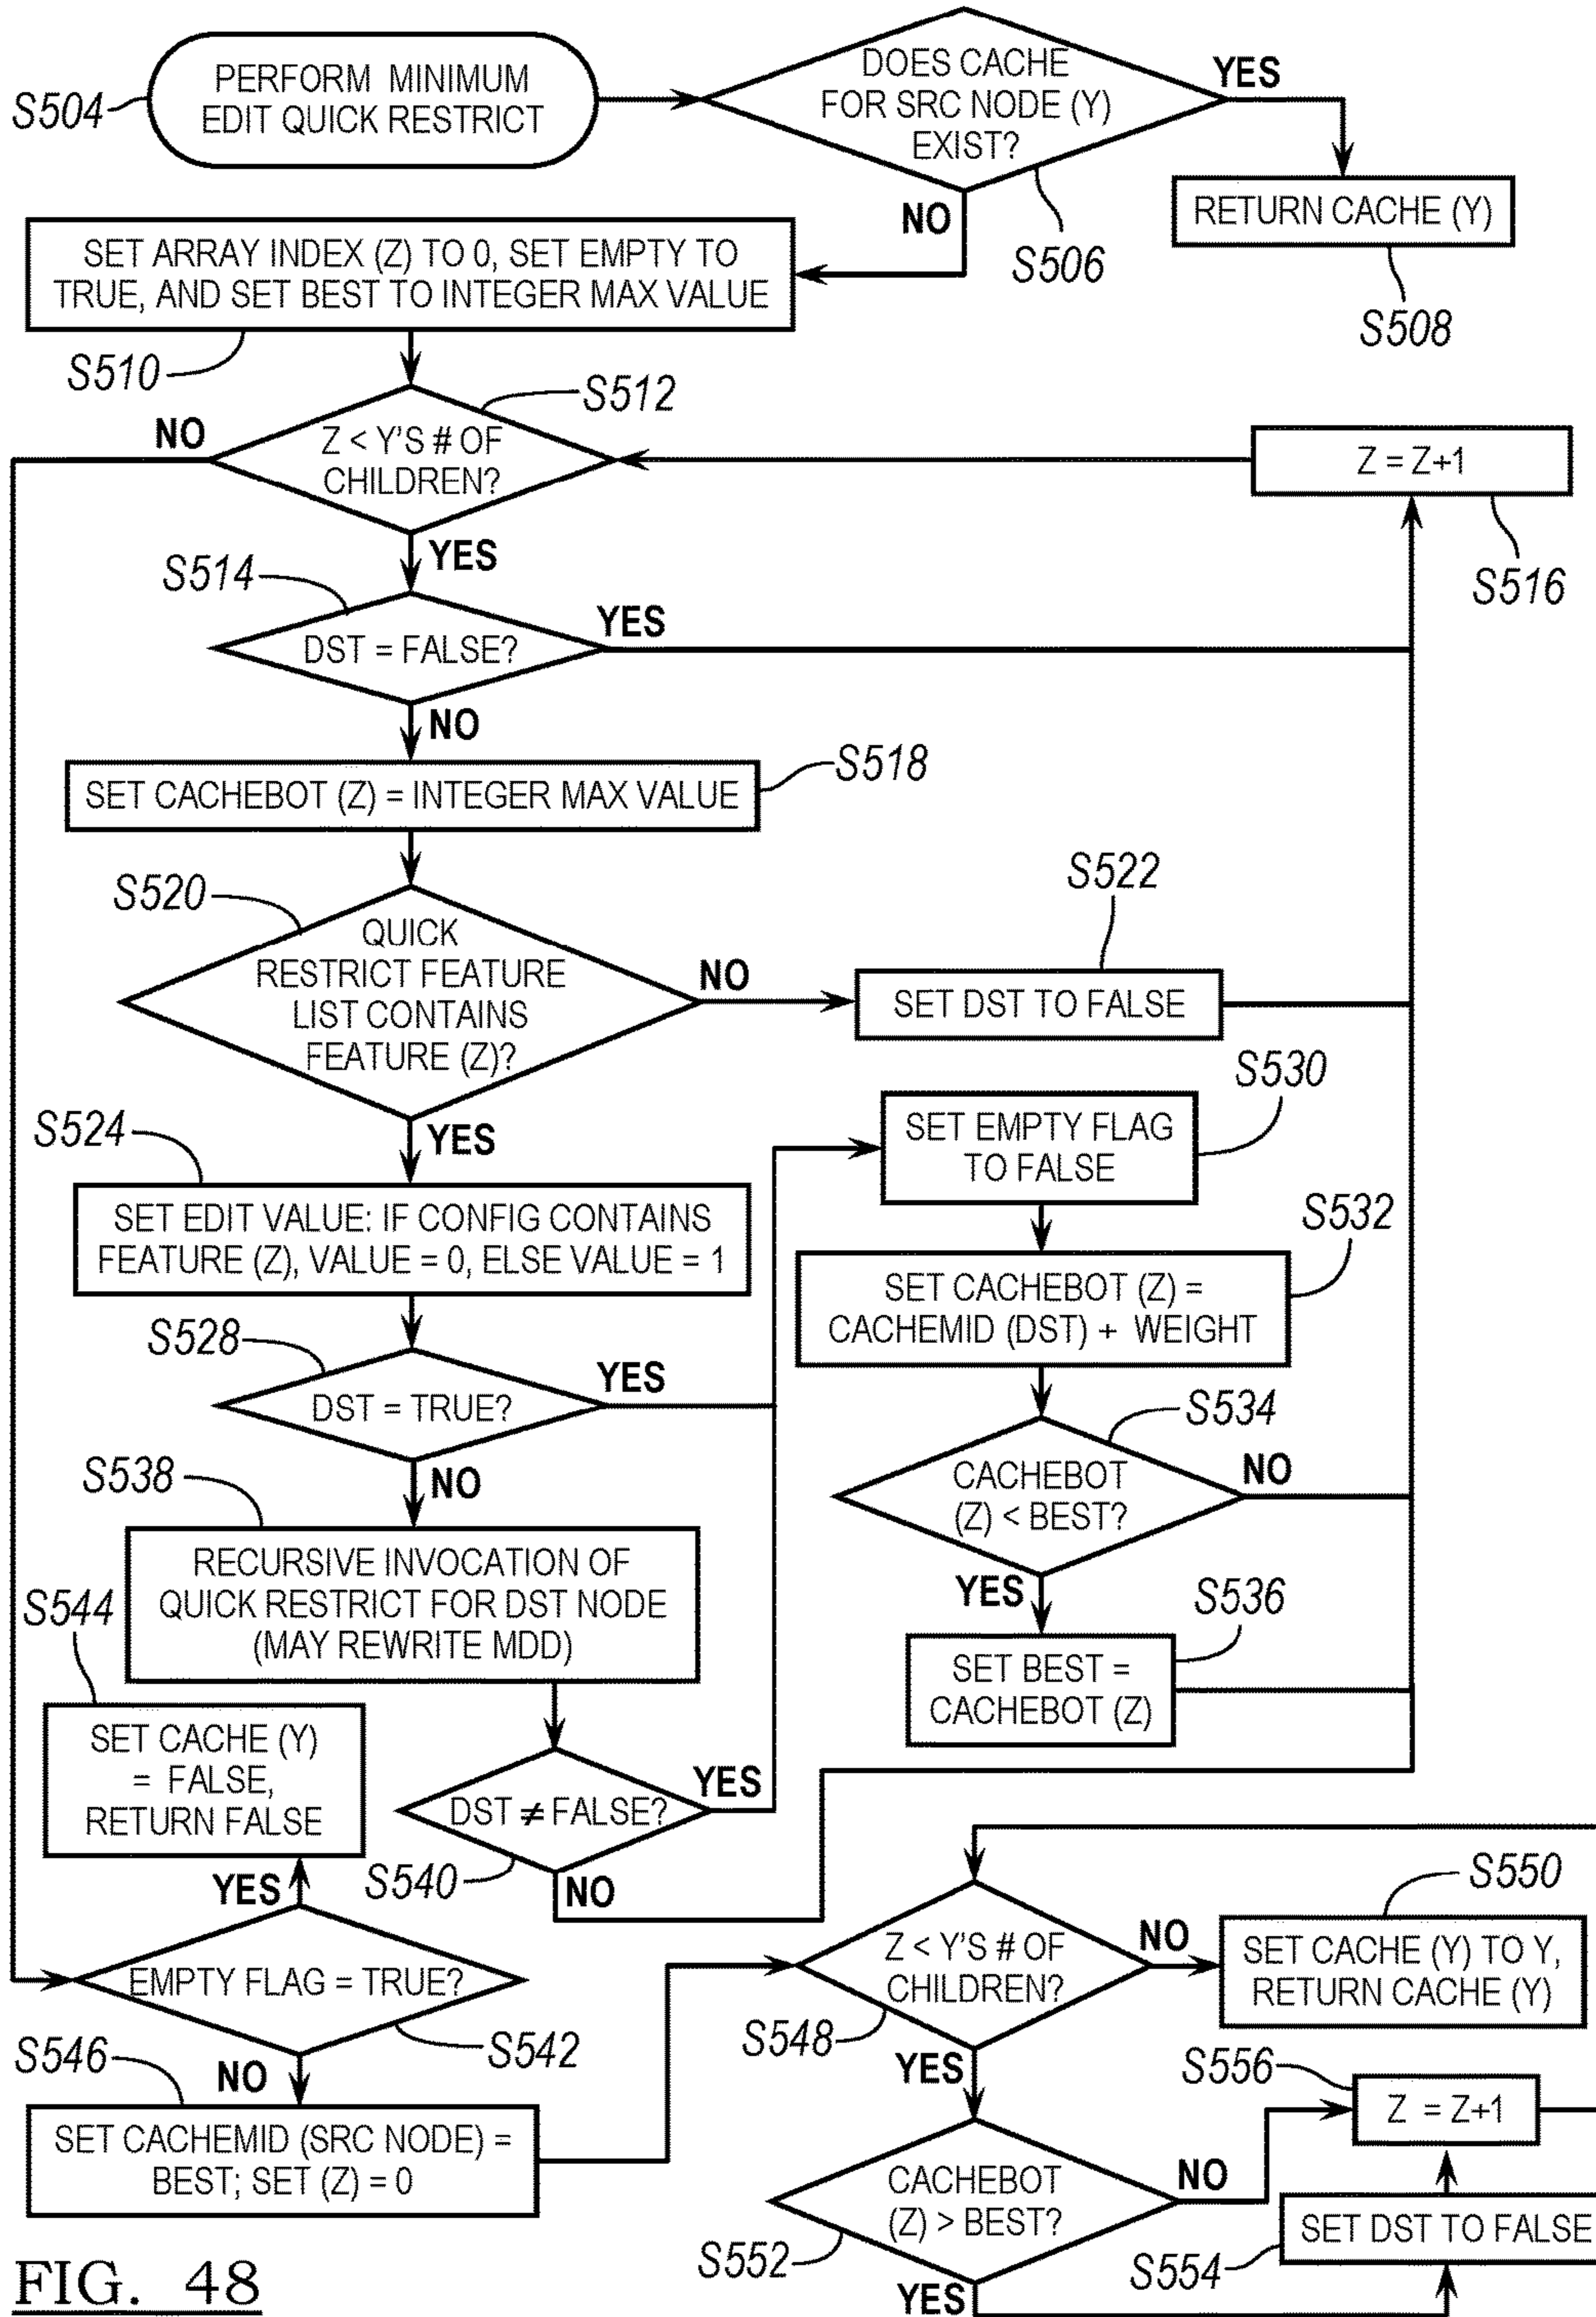 PERFORM MINIMUM
EDIT QUICK RESTRICT
S504
DOES CACHE
FOR SRC NODE (Y)
EXIST?
YES
NO
S506
RETURN CACHE (Y)
S508
SET ARRAY INDEX (Z) TO 0, SET EMPTY TO
TRUE, AND SET BEST TO INTEGER MAX VALUE
S510
S512
NO
Z < Y'S # OF
CHILDREN?
YES
Z = Z+1
S516
S514
DST = FALSE?
YES
NO
SET CACHEBOT (Z) = INTEGER MAX VALUE
S518
S520
QUICK
RESTRICT FEATURE
LIST CONTAINS
FEATURE (Z)?
NO
YES
S522
SET DST TO FALSE
S524
SET EDIT VALUE: IF CONFIG CONTAINS
FEATURE (Z), VALUE = 0, ELSE VALUE = 1
S528
DST = TRUE?
YES
NO
S530
SET EMPTY FLAG
TO FALSE
S532
SET CACHEBOT (Z) =
CACHEMID (DST) + WEIGHT
S534
CACHEBOT
(Z) < BEST?
NO
YES
S536
SET BEST =
CACHEBOT (Z)
S538
RECURSIVE INVOCATION OF
QUICK RESTRICT FOR DST NODE
(MAY REWRITE MDD)
DST ≠ FALSE?
YES
S540
NO
S544
SET CACHE (Y)
= FALSE,
RETURN FALSE
YES
EMPTY FLAG = TRUE?
S542
NO
S546
SET CACHEMID (SRC NODE) =
BEST; SET (Z) = 0
Z < Y'S # OF
CHILDREN?
NO
S548
YES
S550
SET CACHE (Y) TO Y,
RETURN CACHE (Y)
CACHEBOT
(Z) > BEST?
NO
S552
YES
S556
Z = Z+1
SET DST TO FALSE
S554
FIG. 48